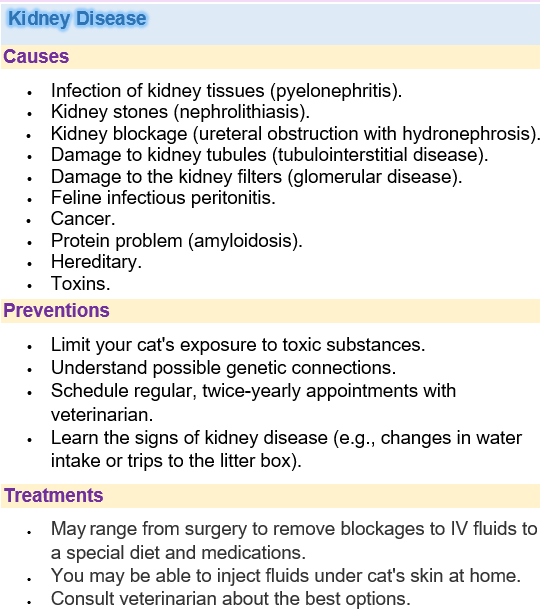 Kidney Disease
Causes
• Infection of kidney tissues (pyelonephritis).
• Kidney stones (nephrolithiasis).
• Kidney blockage (ureteral obstruction with hydronephrosis).
• Damage to kidney tubules (tubulointerstitial disease).
• Damage to the kidney filters (glomerular disease).
• Feline infectious peritonitis.
• Cancer.
• Protein problem (amyloidosis).
• Hereditary.
• Toxins.
Preventions
• Limit your cat's exposure to toxic substances.
• Understand possible genetic connections.
• Schedule regular, twice-yearly appointments with
veterinarian.
• Learn the signs of kidney disease (e.g., changes in water
intake or trips to the litter box).
Treatments
• May range from surgery to remove blockages to IV fluids to
a special diet and medications.
• You may be able to inject fluids under cat's skin at home.
• Consult veterinarian about the best options.